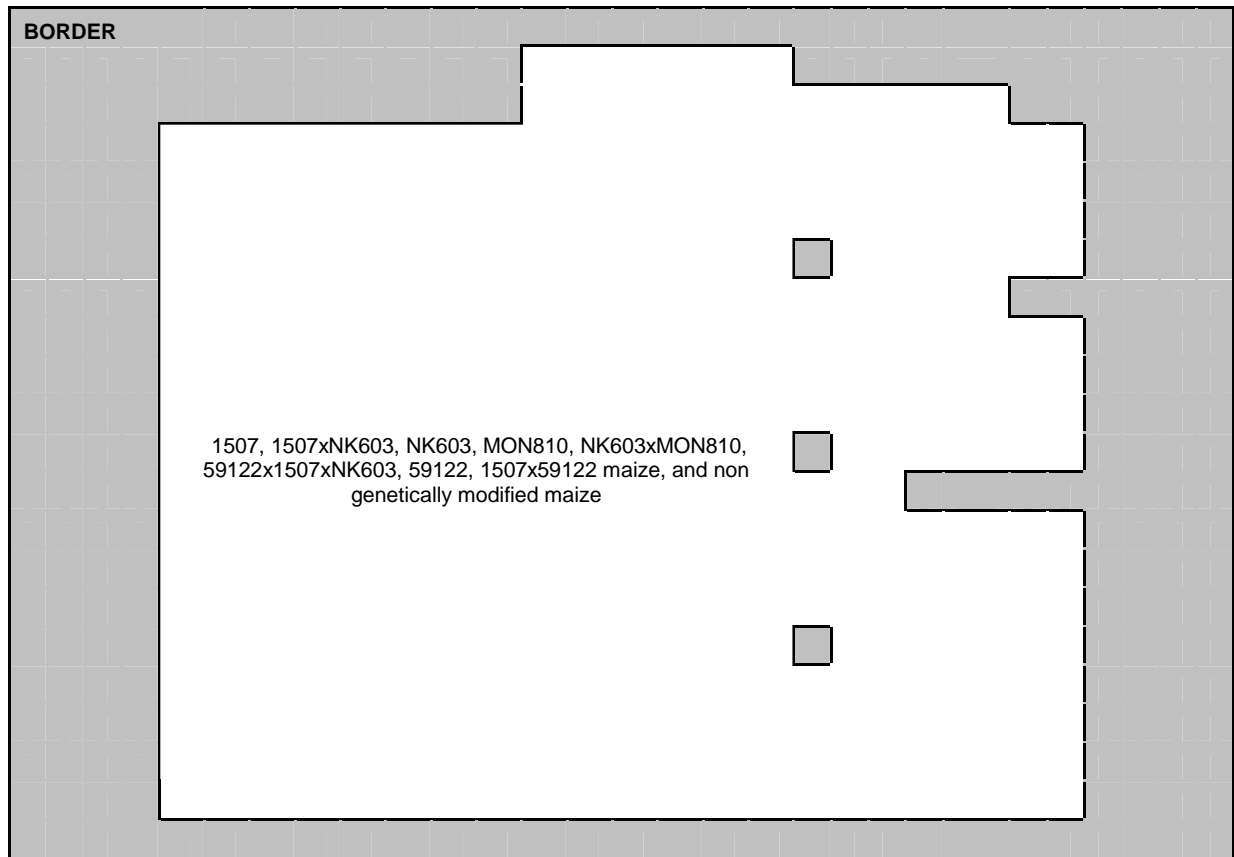 BORDER
1507, 1507xNK603, NK603, MON810, NK603xMON810,
59122x1507xNK603, 59122, 1507x59122 maize, and non
genetically modified maize